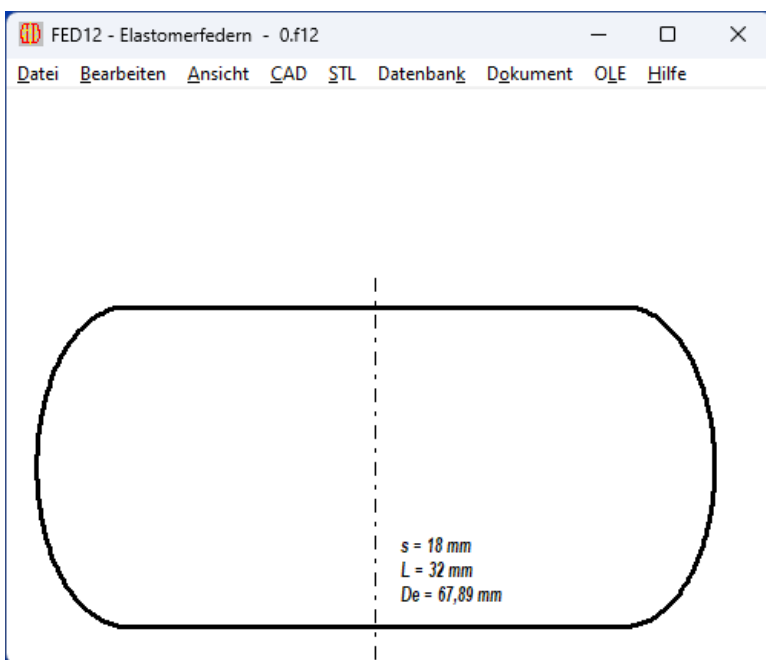 FED12 - Elastomerfedern - 0.f12
Datei Bearbeiten Ansicht CAD STL Datenbank Dokument OLE Hilfe
s = 18 mm
L = 32 mm
De = 67,89 mm